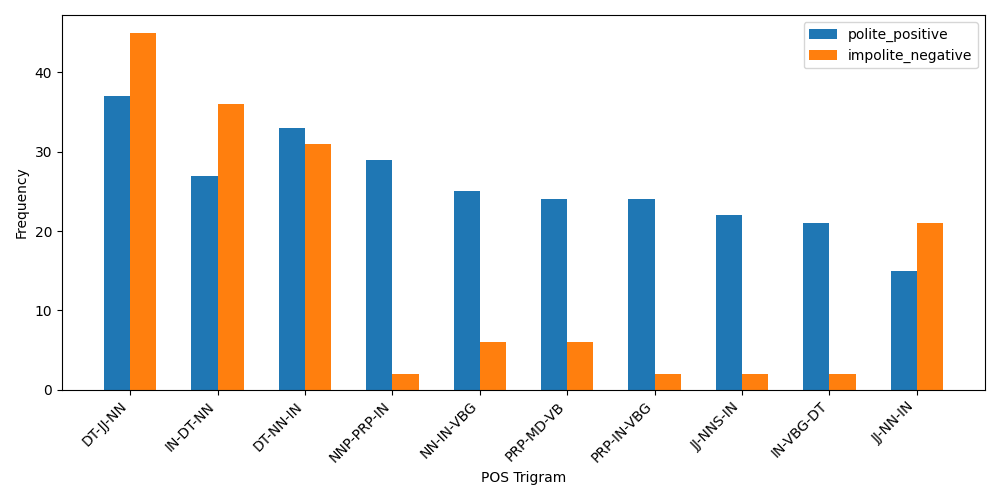 polite_positive
impolite_negative
Frequency
40
30
20
10
0
DT-JJ-NN
IN-DT-NN
DT-NN-IN
NNP-PRP-IN
NN-IN-VBG
PRP-MD-VB
PRP-IN-VBG
JJ-NNS-IN
IN-VBG-DT
JJ-NN-IN
POS Trigram